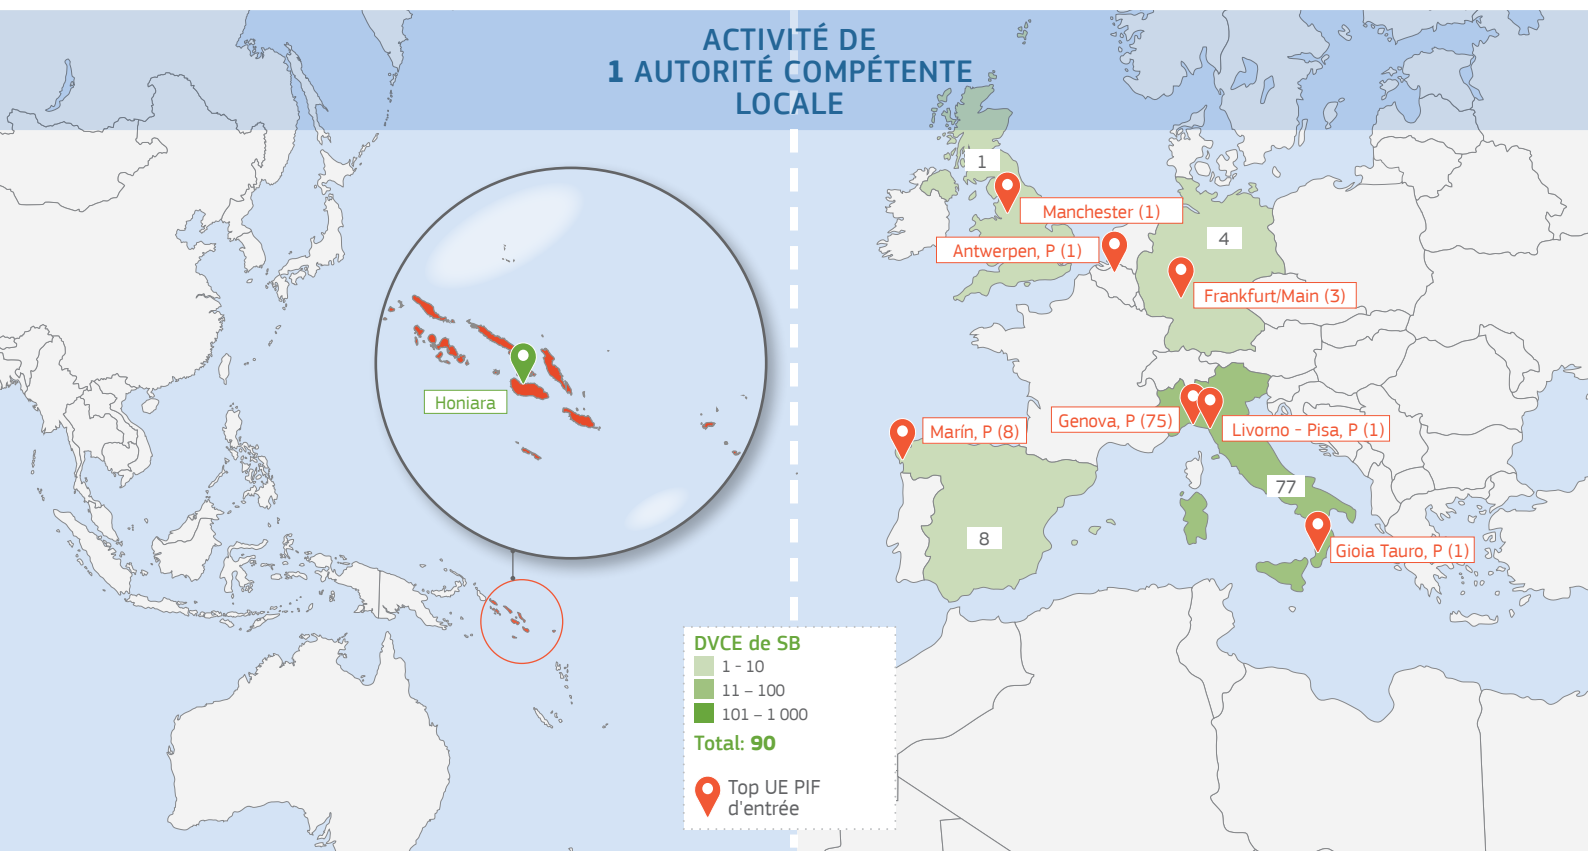 ACTIVITÉ DE
1 AUTORITÉ COMPÉTENTE
LOCALE
1
Manchester (1)
Antwerpen, P (1)
4
Frankfurt/Main (3)
Honiara
Marín, P (8)
Genova, P (75)
Livorno - Pisa, P (1)
77
8
Gioia Tauro, P (1)
DVCE de SB
1 - 10
11 – 100
101 – 1 000
Total: 90
Top UE PIF
d'entrée